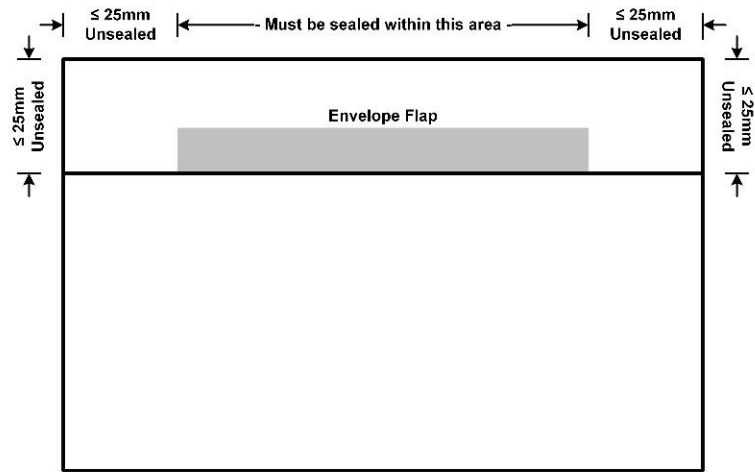 ≤ 25mm
Unsealed
- Must be sealed within this area -
≤ 25mm
Unsealed
≤ 25mm
Unsealed
Envelope Flap
≤ 25mm
Unsealed